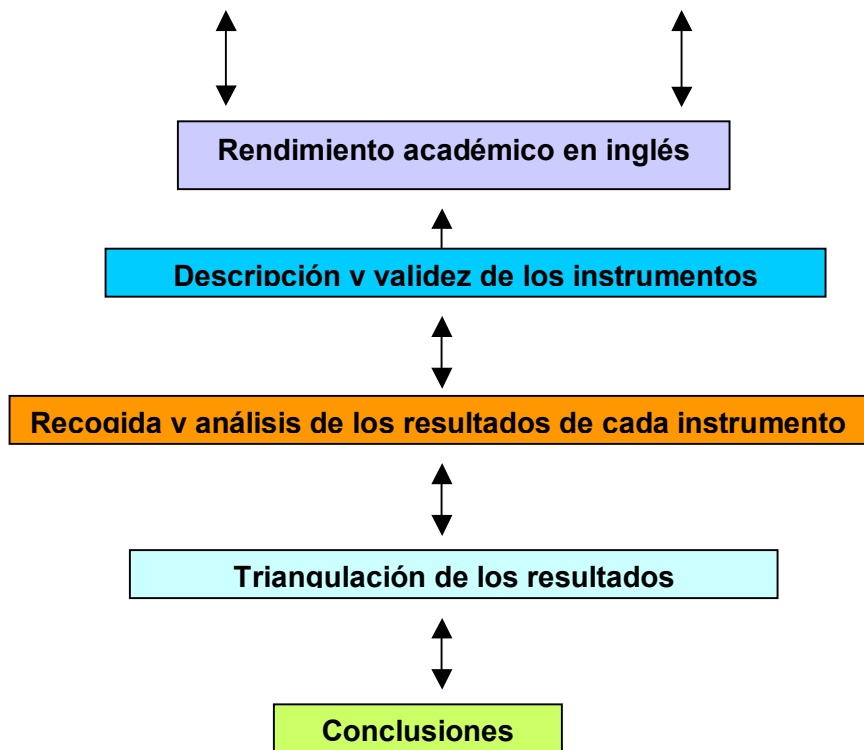 Rendimiento académico en inglés
Descripción y validez de los instrumentos
Recogida y análisis de los resultados de cada instrumento
Triangulación de los resultados
Conclusiones